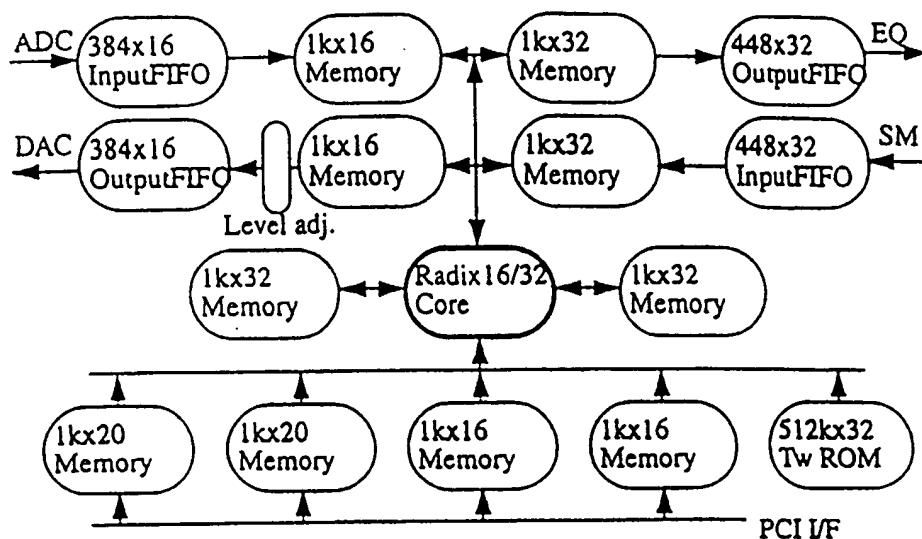 ADC
384x16
InputFIFO
1kx16
Memory
1kx32
Memory
448x32
OutputFIFO
EQ
DAC
384x16
OutputFIFO
Level adj.
1kx16
Memory
1kx32
Memory
448x32
InputFIFO
SM
1kx32
Memory
Radix16/32
Core
1kx32
Memory
1kx20
Memory
1kx20
Memory
1kx16
Memory
1kx16
Memory
512kx32
Tw ROM
PCI I/F